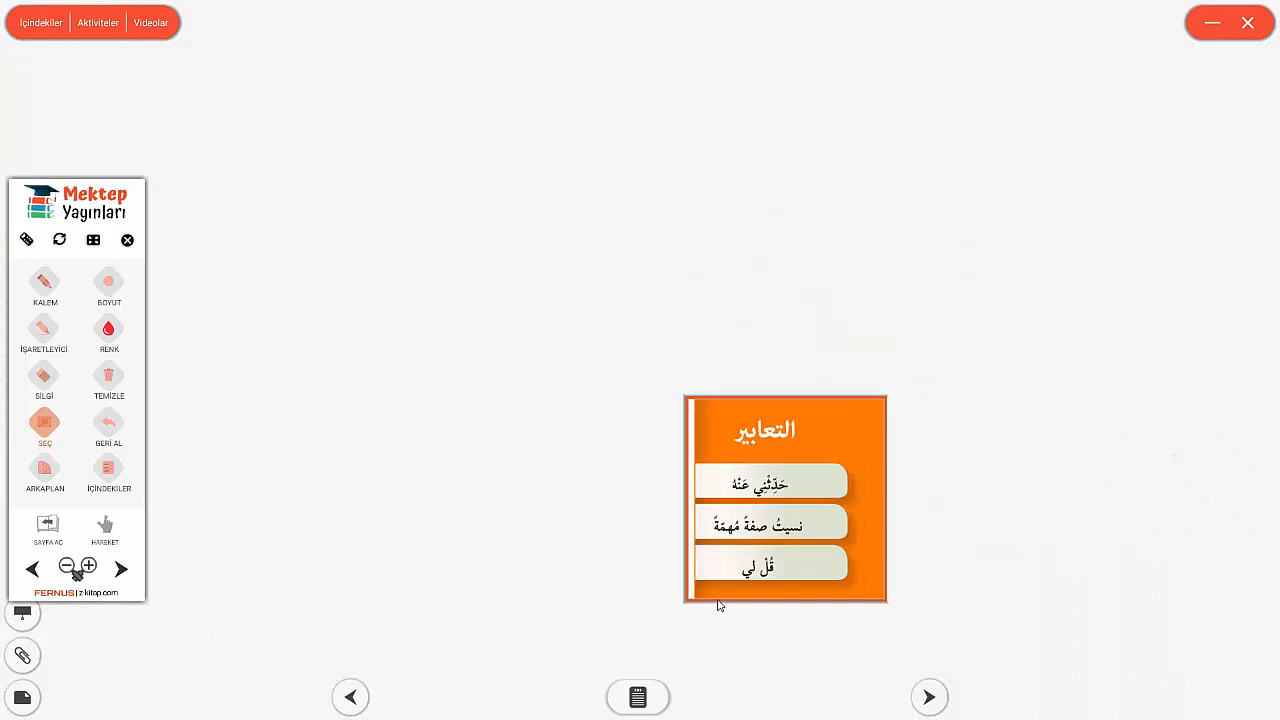 İçindekiler
Aktiviteler
Videolar
Mektep
Yayınları
KALEM
BOYUT
İŞARETLEYİCİ
RENK
SİLGİ
TEMİZLE
SEÇ
GERİ AL
ARKAPLAN
İÇİNDEKİLER
SAYFA AÇ
HAREKET
FERNUS | z-kitap.com
التعابير
حَدِّثْنِي عَنْهُ
نسيتُ صفةً مُهمّةً
قُلْ لي